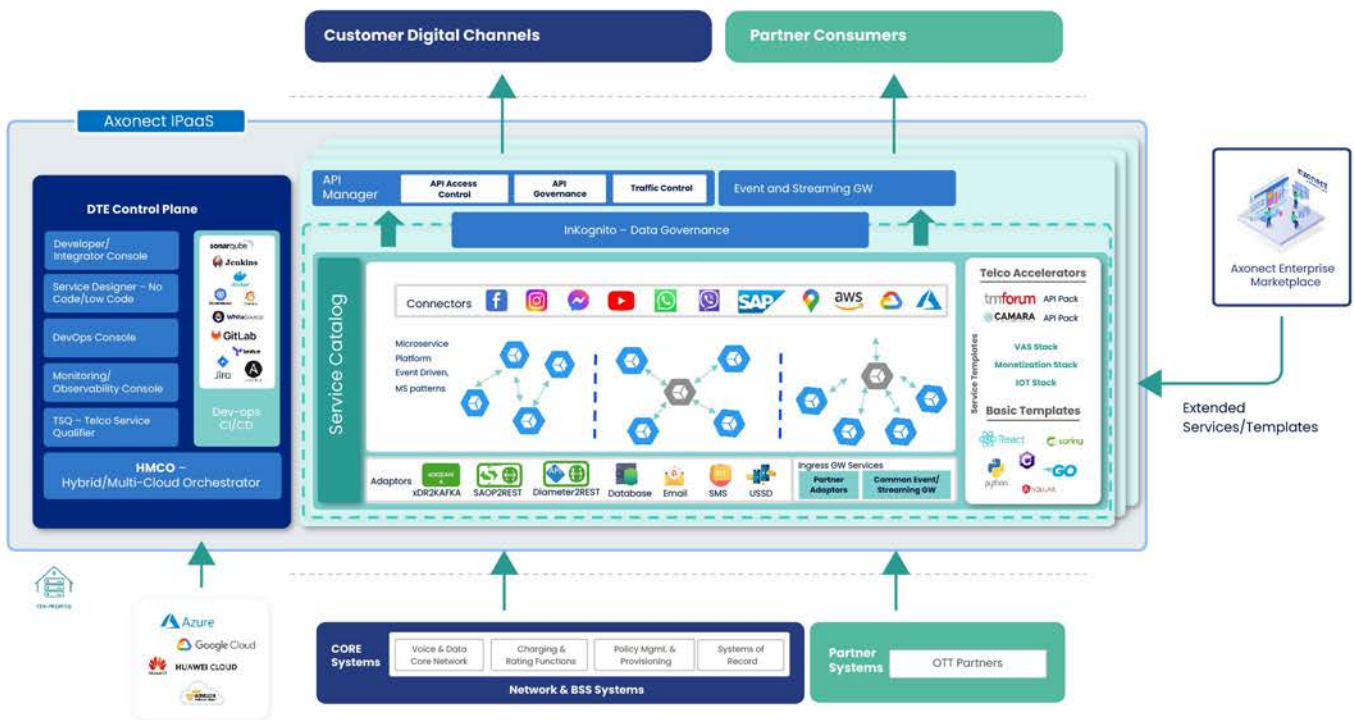 Customer Digital Channels
Partner Consumers
Axonect IPaaS
DTE Control Plane
Developer/
Integrator Console
Service Designer – No
Code/Low Code
DevOps Console
Monitoring/
Observability Console
TSQ – Telco Service
Qualifier
sonarqube
Jenkins
docker
WhiteSource
GitLab
Jira
Dev-ops
CI/CD
HMCO –
Hybrid/Multi-Cloud Orchestrator
API
Manager
API Access
Control
API
Governance
Traffic Control
Event and Streaming GW
InKognito – Data Governance
Service Catalog
Connectors
SAP
aws
Microservice
Platform
Event Driven,
MS patterns
Adaptors
xDR2KAFKA
SAOP2REST
Diameter2REST
Database
Email
SMS
USSD
Ingress GW Services
Partner
Adaptors
Common Event/
Streaming GW
Telco Accelerators
tmforum API Pack
CAMARA API Pack
Service Templates
VAS Stack
Monetization Stack
IOT Stack
Basic Templates
React
spring
python
GO
ANGULAR
Axonect Enterprise
Marketplace
Extended
Services/Templates
Azure
Google Cloud
HUAWEI CLOUD
CORE
Systems
Voice & Data
Core Network
Charging &
Rating Functions
Policy Mgml. &
Provisioning
Systems of
Record
Network & BSS Systems
Partner
Systems
OTT Partners